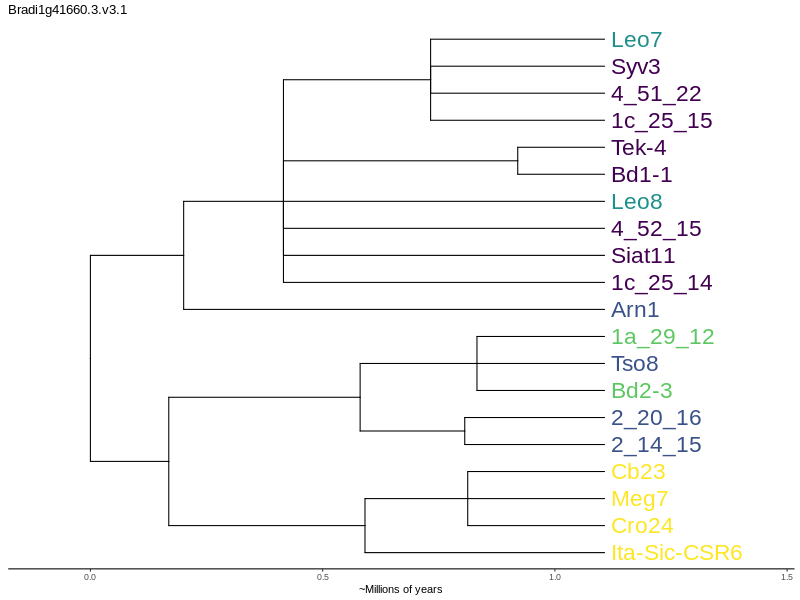 Bradi1g41660.3.v3.1
Leo7
Syv3
4_51_22
1c_25_15
Tek-4
Bd1-1
Leo8
4_52_15
Siat11
1c_25_14
Arn1
1a_29_12
Tso8
Bd2-3
2_20_16
2_14_15
Cb23
Meg7
Cro24
Ita-Sic-CSR6
0.0 0.5 1.0 1.5
~Millions of years